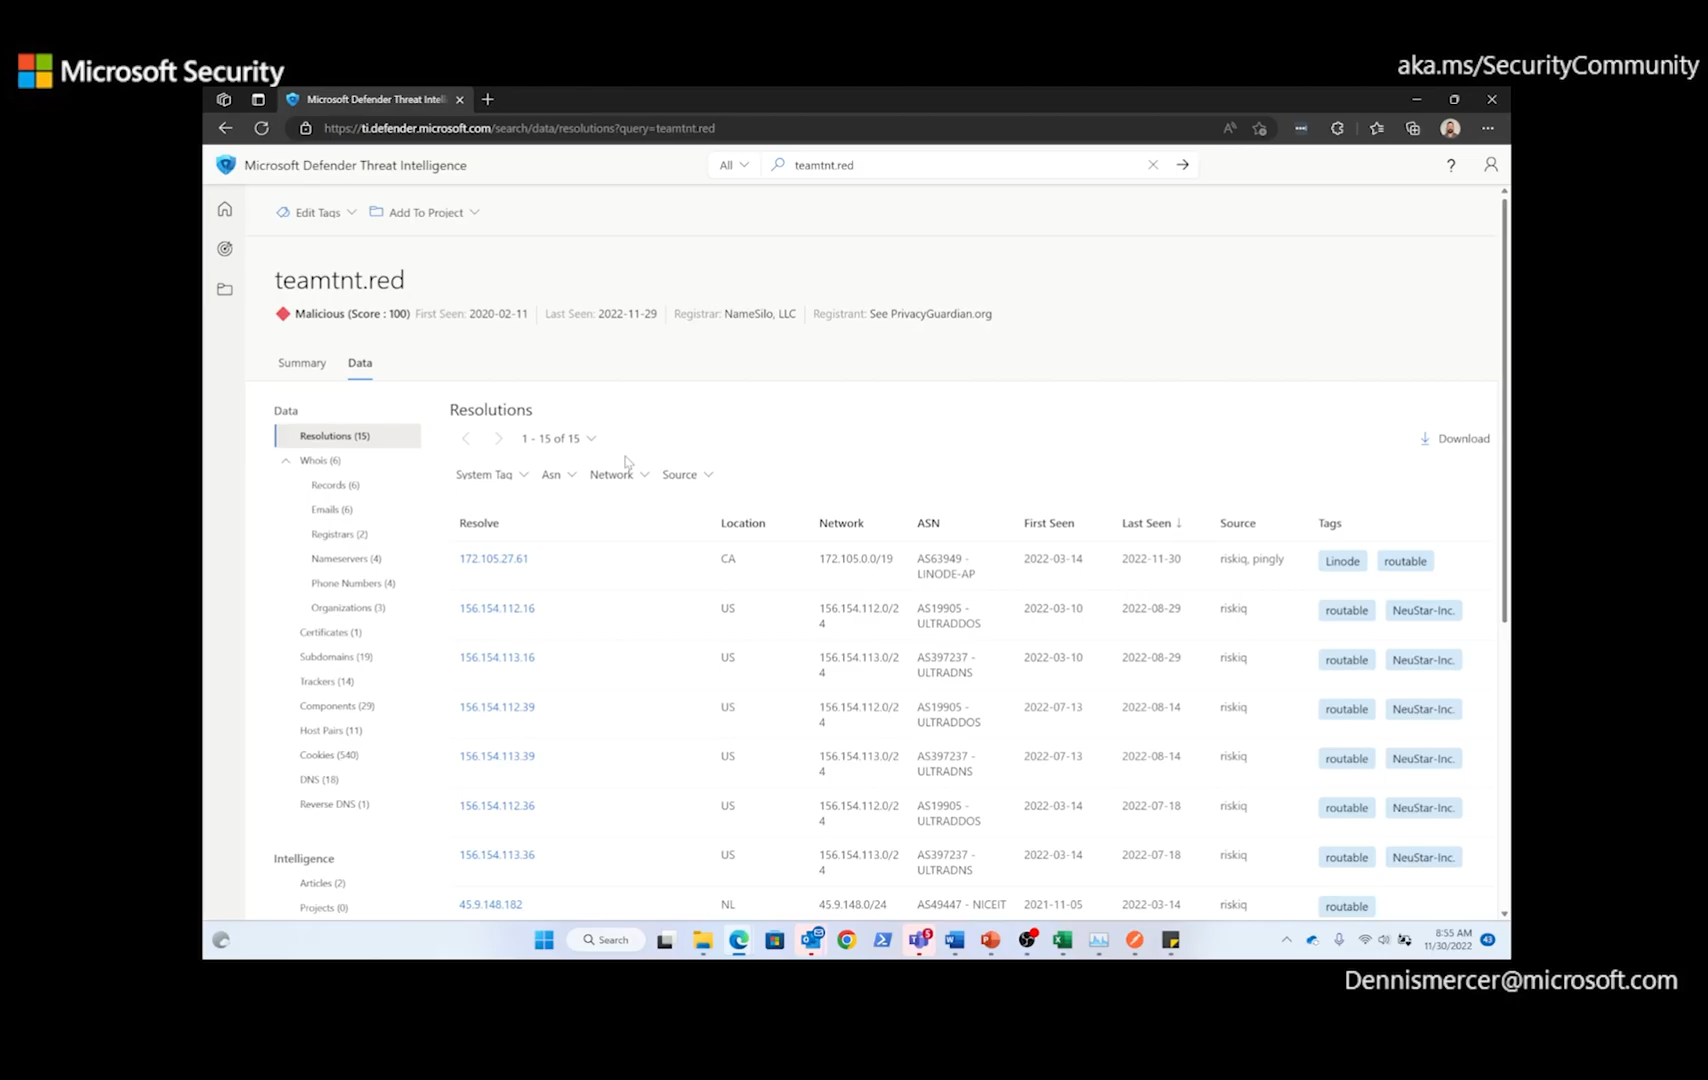 Microsoft Security
aka.ms/SecurityCommunity
Microsoft Defender Threat Intel
https://ti.defender.microsoft.com/search/data/resolutions?query=teamtnt.red
Microsoft Defender Threat Intelligence
All
teamtnt.red
?
Edit Tags
Add To Project
teamtnt.red
Malicious (Score : 100) First Seen: 2020-02-11 Last Seen: 2022-11-29 Registrar: NameSilo, LLC Registrant: See PrivacyGuardian.org
Summary Data
Data
Resolutions (15)
Whois (6)
Records (6)
Emails (6)
Registrars (2)
Nameservers (4)
Phone Numbers (4)
Organizations (3)
Certificates (1)
Subdomains (19)
Trackers (14)
Components (29)
Host Pairs (11)
Cookies (540)
DNS (18)
Reverse DNS (1)
Intelligence
Articles (2)
Projects (0)
Resolutions
1 - 15 of 15
Download
System Tag Asn Network Source
Resolve Location Network ASN First Seen Last Seen ↓ Source Tags
172.105.27.61 CA 172.105.0.0/19 AS63949 - 2022-03-14 2022-11-30 riskiq, pingly Linode routable
LINODE-AP
156.154.112.16 US 156.154.112.0/2 AS19905 - 2022-03-10 2022-08-29 riskiq routable NeuStar-Inc.
4 ULTRADDOS
156.154.113.16 US 156.154.113.0/2 AS397237 - 2022-03-10 2022-08-29 riskiq routable NeuStar-Inc.
4 ULTRADNS
156.154.112.39 US 156.154.112.0/2 AS19905 - 2022-07-13 2022-08-14 riskiq routable NeuStar-Inc.
4 ULTRADDOS
156.154.113.39 US 156.154.113.0/2 AS397237 - 2022-07-13 2022-08-14 riskiq routable NeuStar-Inc.
4 ULTRADNS
156.154.112.36 US 156.154.112.0/2 AS19905 - 2022-03-14 2022-07-18 riskiq routable NeuStar-Inc.
4 ULTRADDOS
156.154.113.36 US 156.154.113.0/2 AS397237 - 2022-03-14 2022-07-18 riskiq routable NeuStar-Inc.
4 ULTRADNS
45.9.148.182 NL 45.9.148.0/24 AS49447 - NICEIT 2021-11-05 2022-03-14 riskiq routable
Search
5
8:55 AM
11/30/2022
43
Dennismercer@microsoft.com